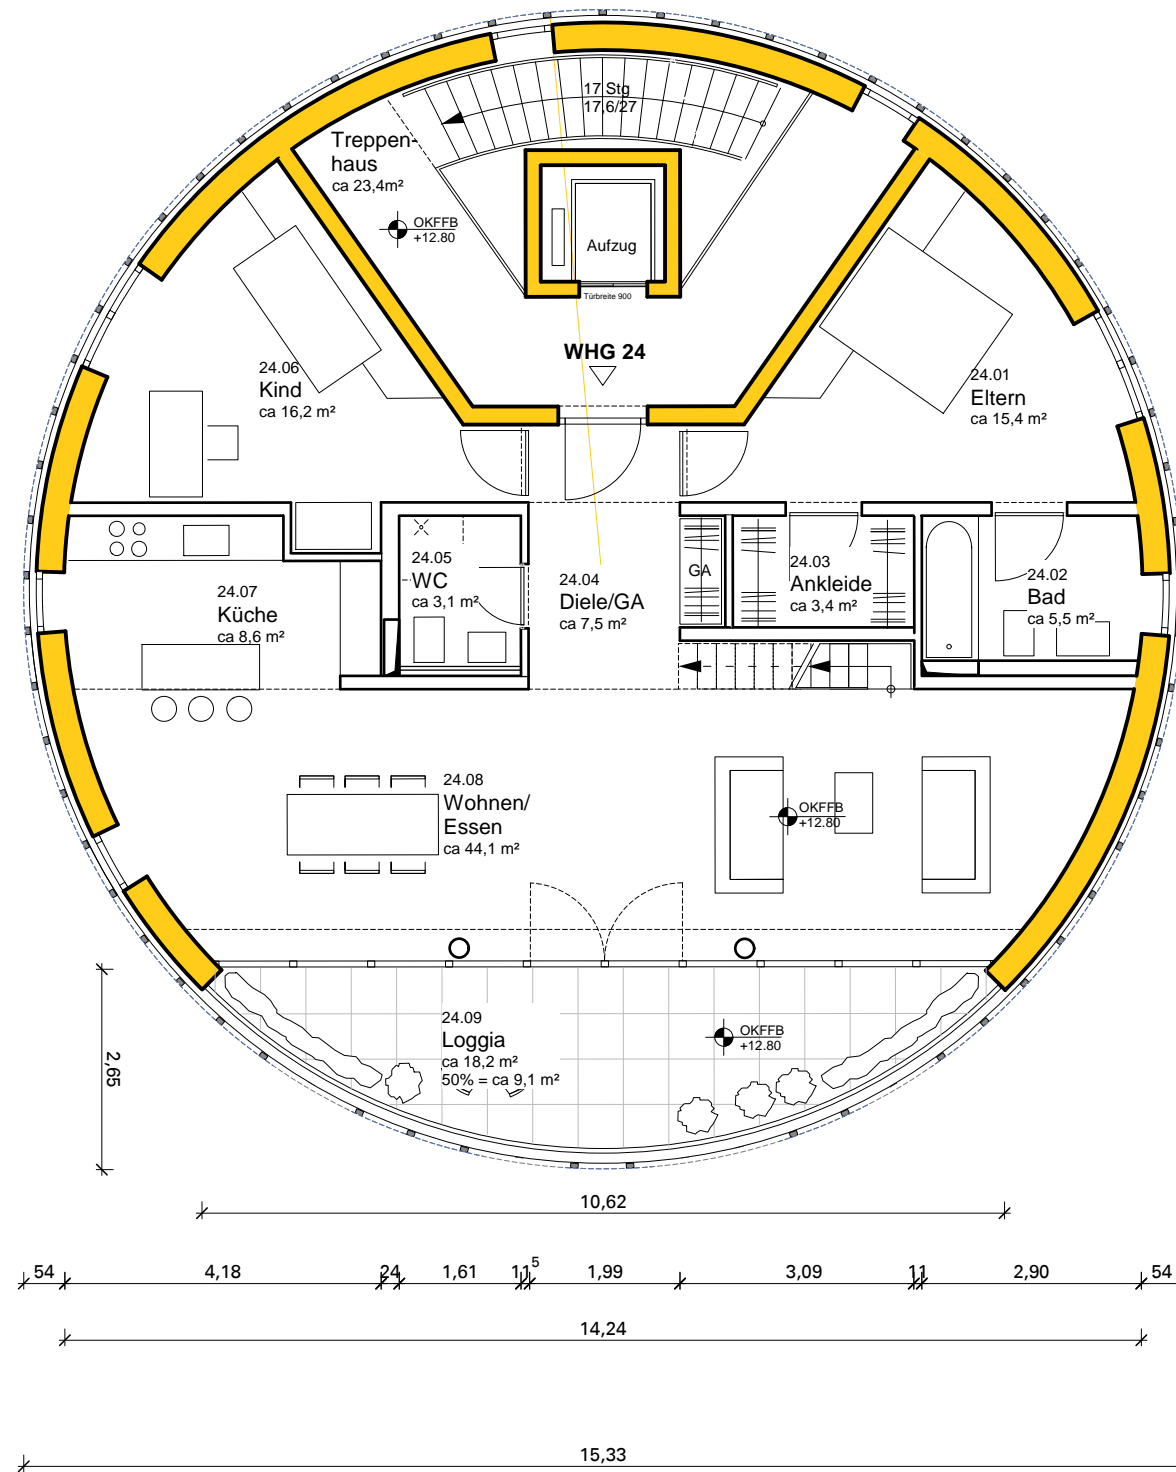 17 Stg
17,6/27
Treppen-
haus
ca 23,4m²
OKFFB
+12.80
Aufzug
Türbreite 900
WHG 24
24.06
Kind
ca 16,2 m²
24.01
Eltern
ca 15,4 m²
24.05
WC
ca 3,1 m²
24.04
Diele/GA
ca 7,5 m²
GA
24.03
Ankleide
ca 3,4 m²
24.02
Bad
ca 5,5 m²
24.07
Küche
ca 8,6 m²
24.08
Wohnen/
Essen
ca 44,1 m²
OKFFB
+12.80
24.09
Loggia
ca 18,2 m²
50% = ca 9,1 m²
OKFFB
+12.80
2,65
10,62
54 4,18 24 1,61 11⁵ 1,99 3,09 11 2,90 54
14,24
15,33